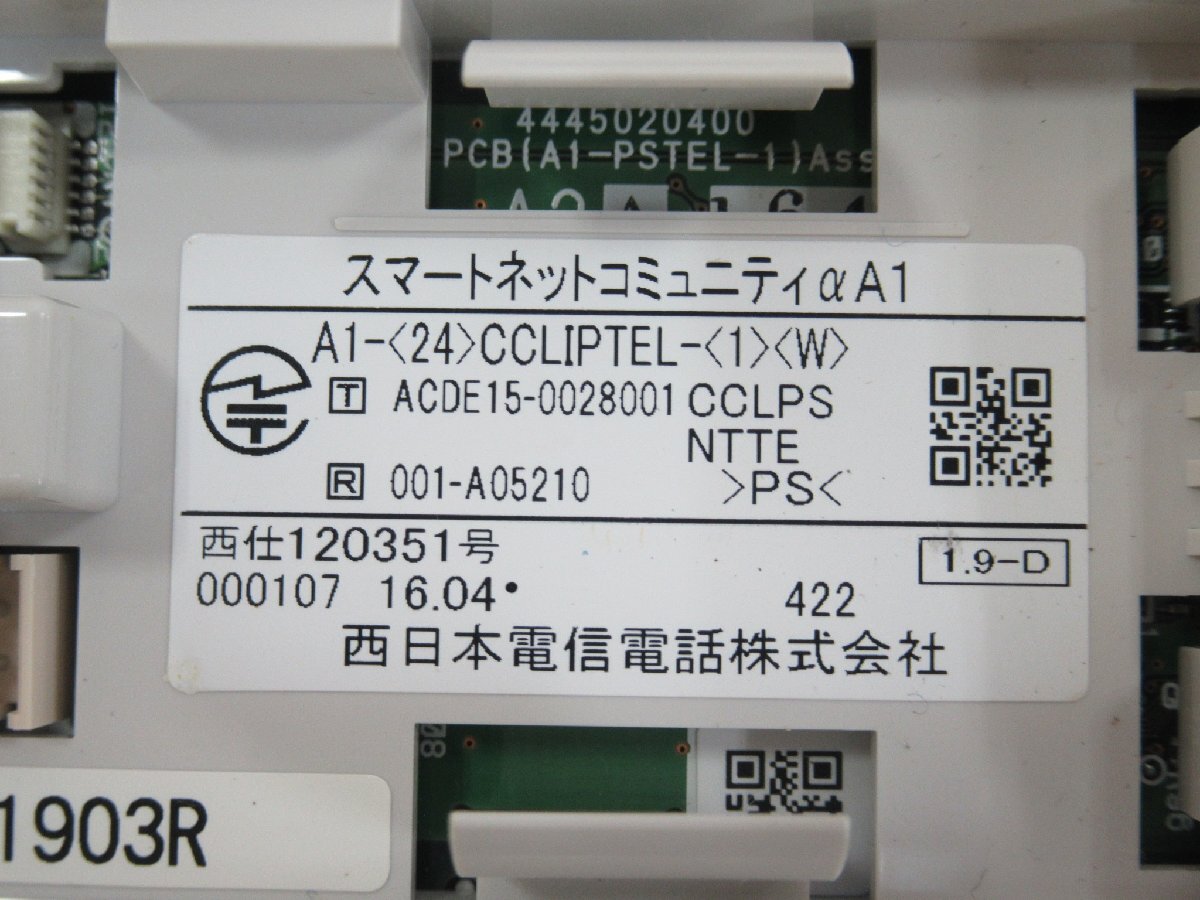 4445020400
PCB(A1-PSTEL-1)Ass
スマートネットコミュニティαA1
A1-<24>CCLIPTEL-<1><W>
T ACDE15-0028001 CCLPS
NTTE
R 001-A05210 >PS<
西仕120351号
1.9-D
000107 16.04• 422
西日本電信電話株式会社
1903R